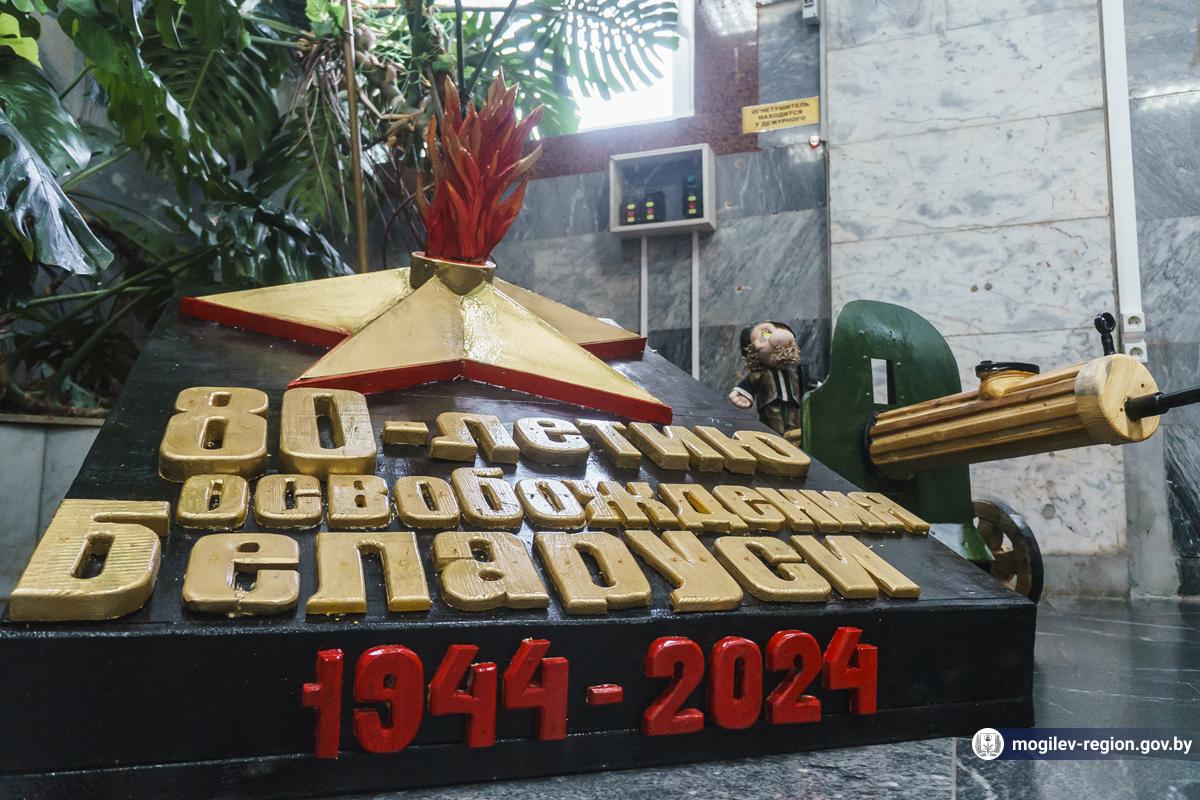 ОГНЕТУШИТЕЛЬ
НАХОДИТСЯ
У ДЕЖУРНОГО
80-летию
освобождения
Беларуси
1944-2024
mogilev-region.gov.by